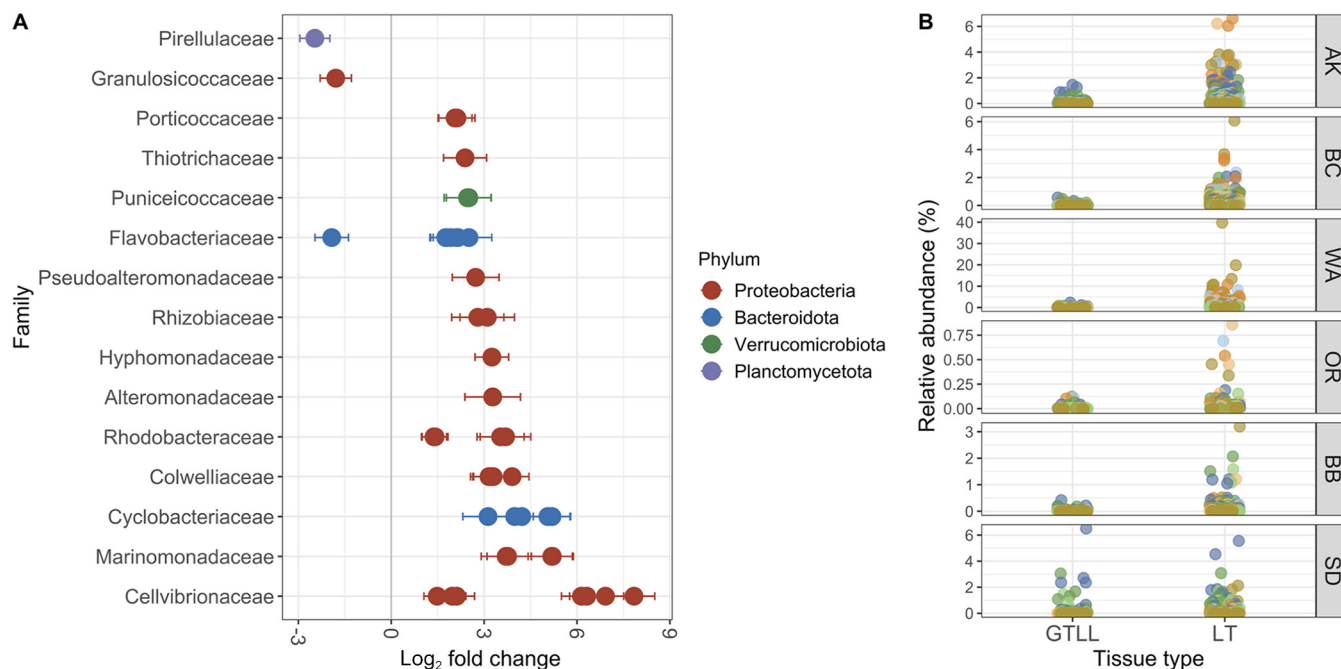 A
Family
Pirellulaceae
Granulosicoccaceae
Porticoccaceae
Thiotrichaceae
Puniceicoccaceae
Flavobacteriaceae
Pseudoalteromonadaceae
Rhizobiaceae
Hyphomonadaceae
Alteromonadaceae
Rhodobacteraceae
Colwelliaceae
Cyclobacteriaceae
Marinomonadaceae
Cellvibrionaceae
-3 0 3 6 9
Log₂ fold change
Phylum
Proteobacteria
Bacteroidota
Verrucomicrobiota
Planctomycetota
B
Relative abundance (%)
6
4
2
0
AK
6
4
2
0
BC
40
30
20
10
0
WA
0.75
0.50
0.25
0.00
OR
3
2
1
0
BB
6
4
2
0
SD
GTLL LT
Tissue type